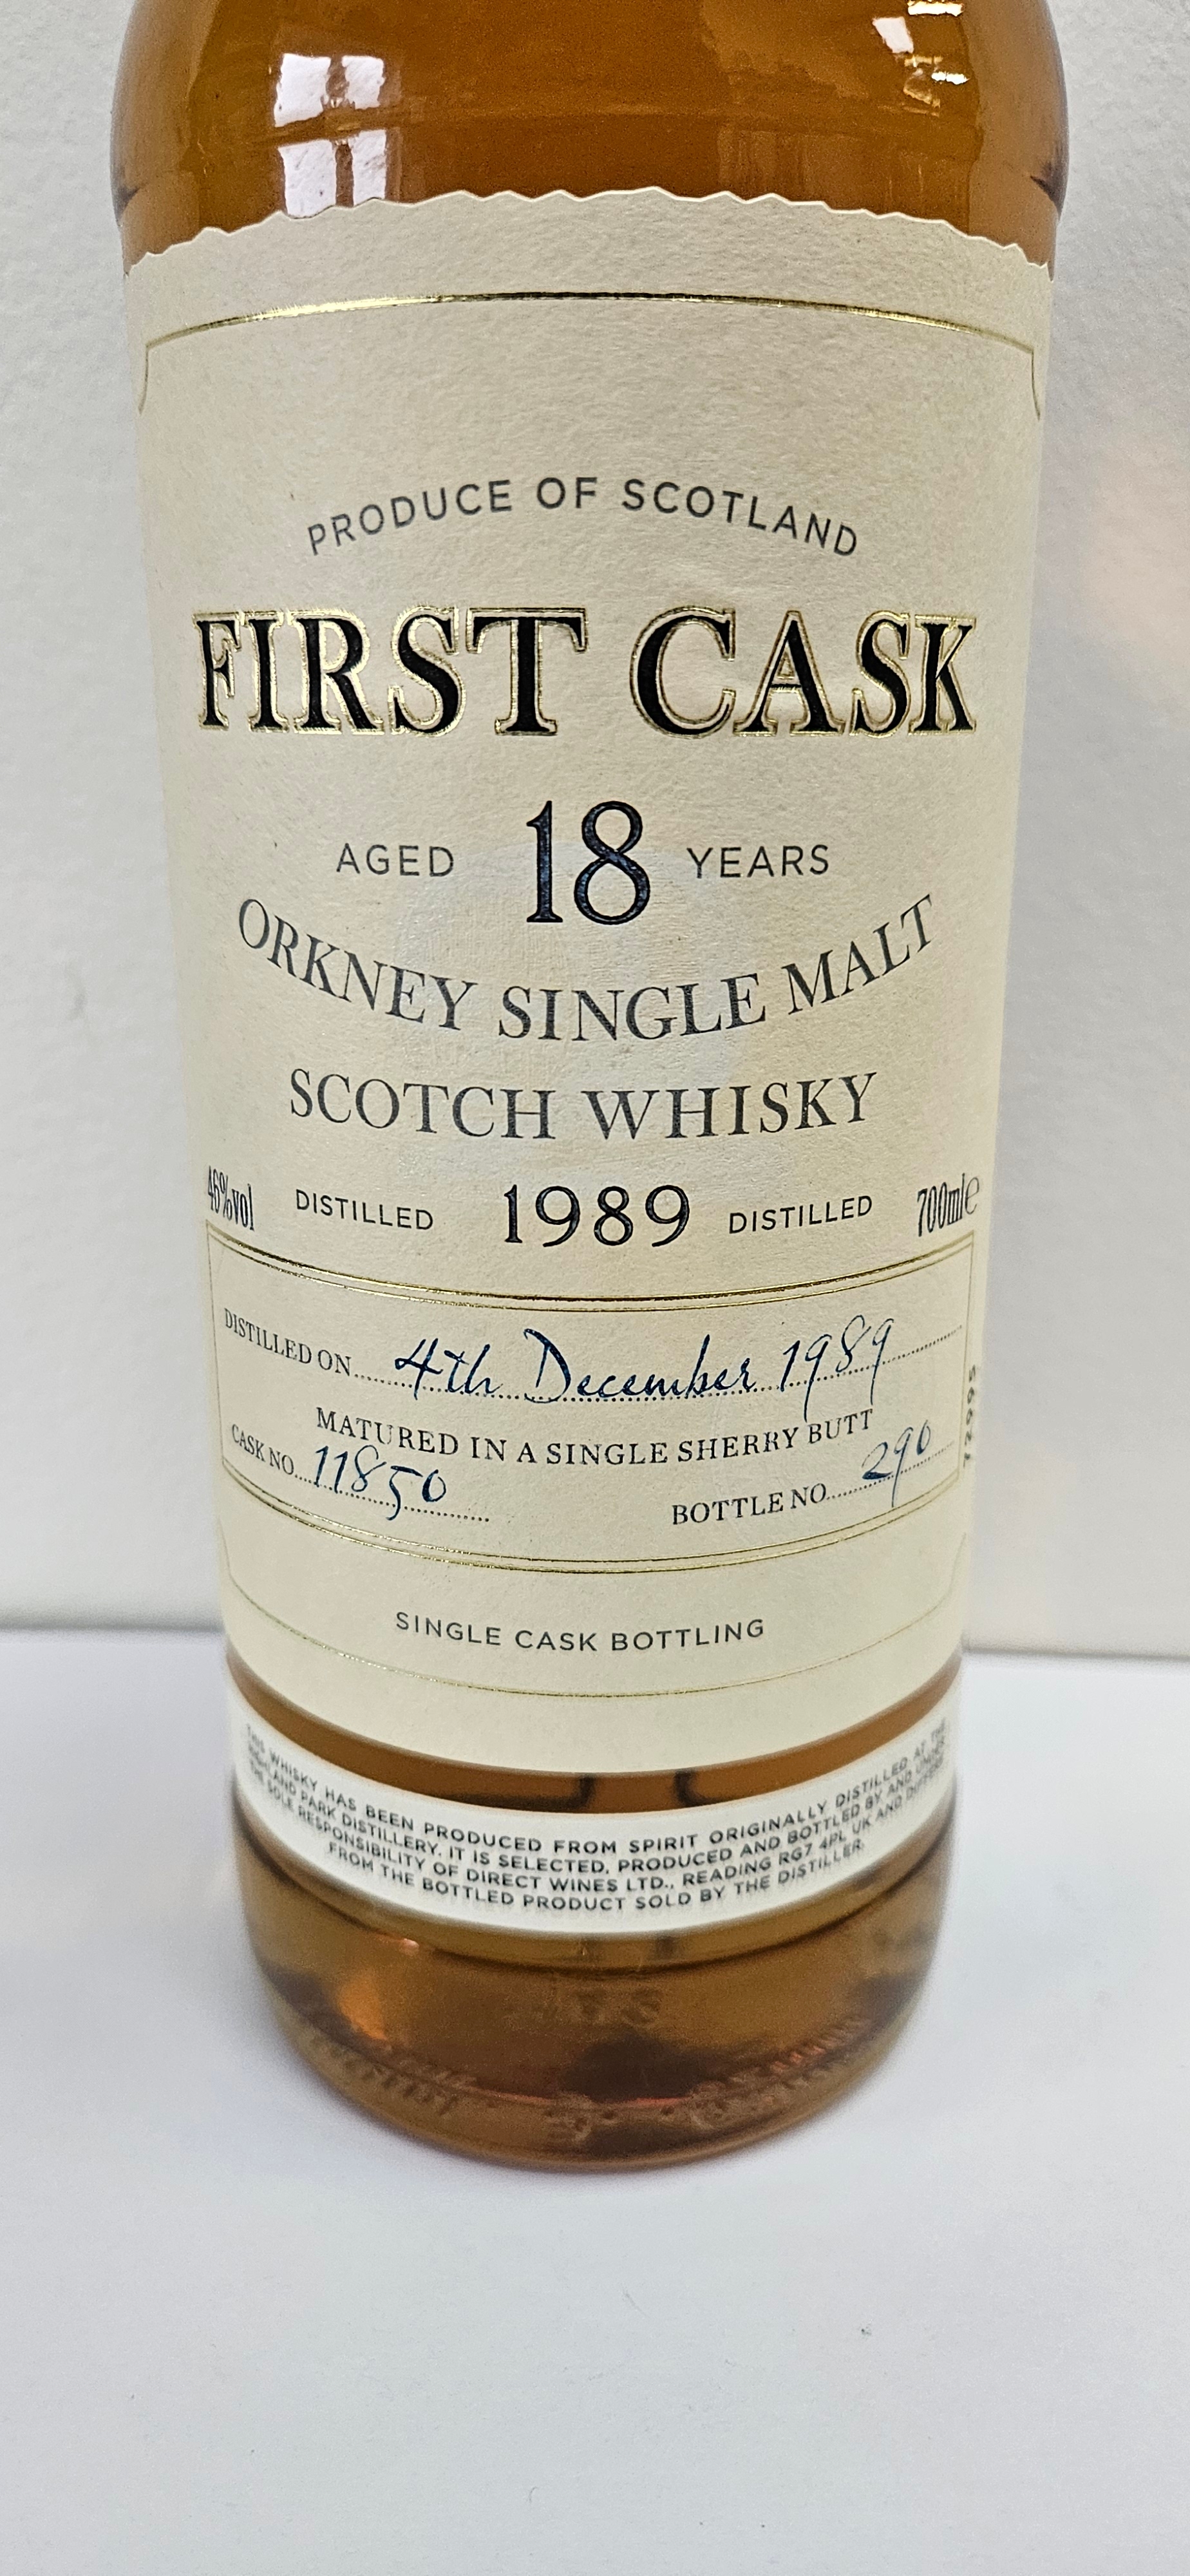 PRODUCE OF SCOTLAND
FIRST CASK
AGED 18 YEARS
ORKNEY SINGLE MALT
SCOTCH WHISKY
46%vol DISTILLED 1989 DISTILLED 700ml℮
DISTILLED ON 4th December 1989
MATURED IN A SINGLE SHERRY BUTT
CASK NO. 11850 BOTTLE NO. 290
SINGLE CASK BOTTLING
THIS WHISKY HAS BEEN PRODUCED FROM SPIRIT ORIGINALLY DISTILLED AT THE
HIGHLAND PARK DISTILLERY. IT IS SELECTED, PRODUCED AND BOTTLED BY AND UNDER
THE SOLE RESPONSIBILITY OF DIRECT WINES LTD., READING RG7 4PL UK AND DIFFERS
FROM THE BOTTLED PRODUCT SOLD BY THE DISTILLER.